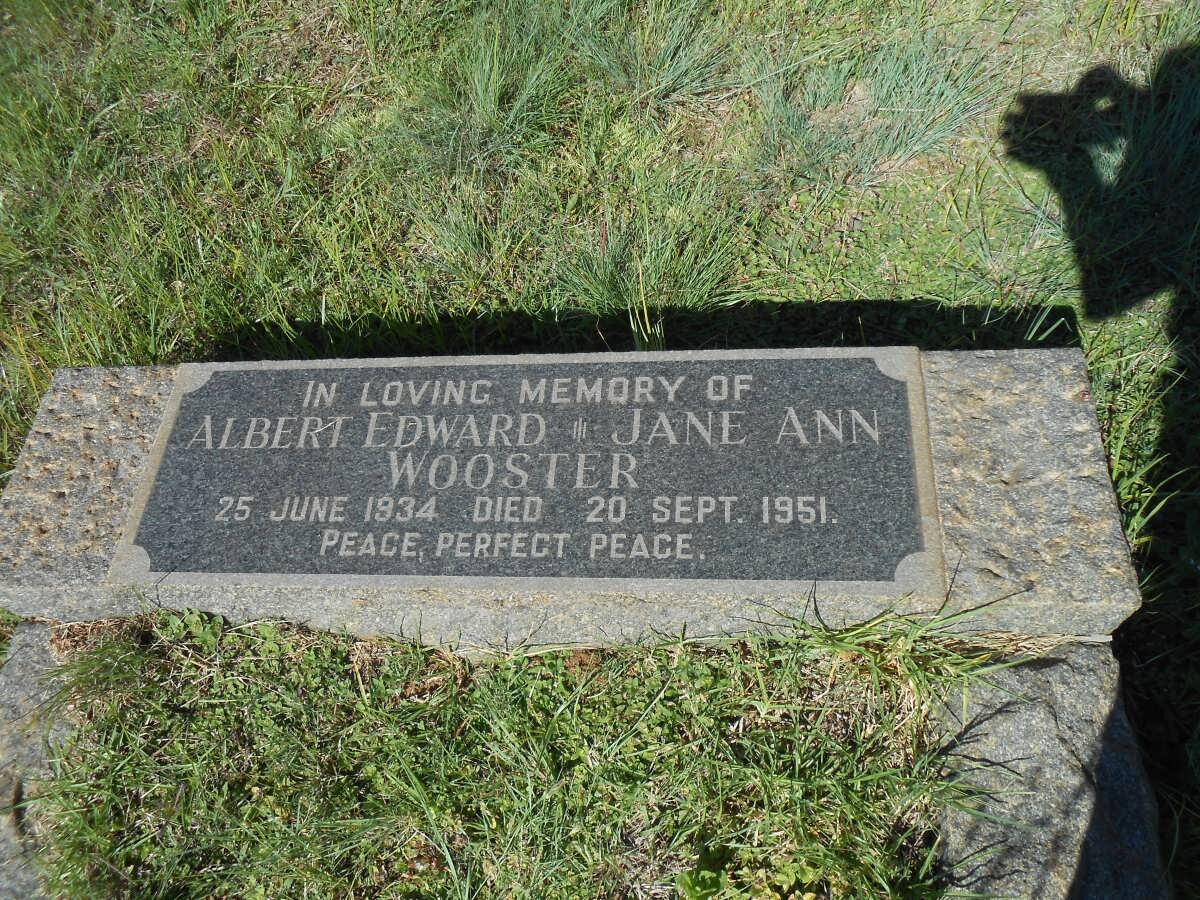 IN LOVING MEMORY OF
ALBERT EDWARD JANE ANN
WOOSTER
25 JUNE 1934 DIED 20 SEPT. 1951.
PEACE, PERFECT PEACE.